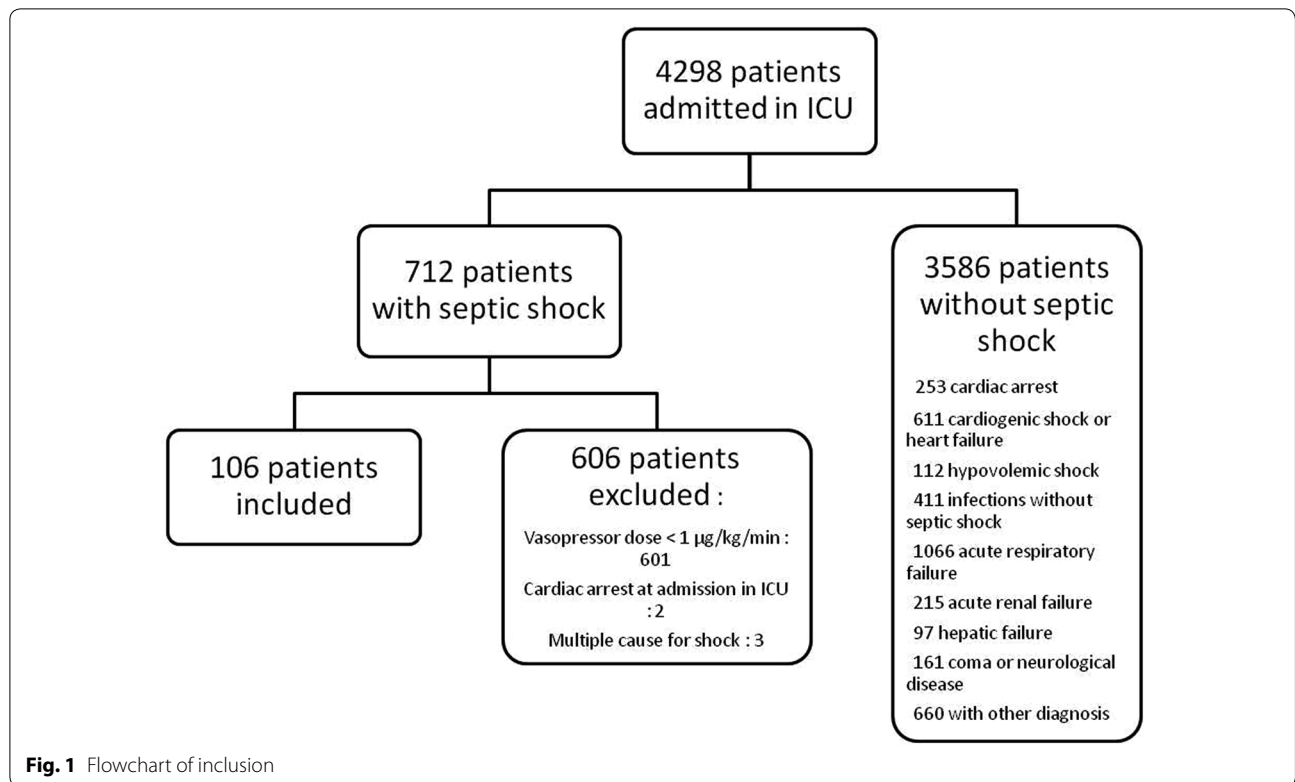 4298 patients
admitted in ICU
712 patients
with septic shock
3586 patients
without septic
shock
253 cardiac arrest
611 cardiogenic shock or
heart failure
112 hypovolemic shock
411 infections without
septic shock
1066 acute respiratory
failure
215 acute renal failure
97 hepatic failure
161 coma or neurological
disease
660 with other diagnosis
106 patients
included
606 patients
excluded :
Vasopressor dose < 1 µg/kg/min :
601
Cardiac arrest at admission in ICU
: 2
Multiple cause for shock : 3
Fig. 1 Flowchart of inclusion